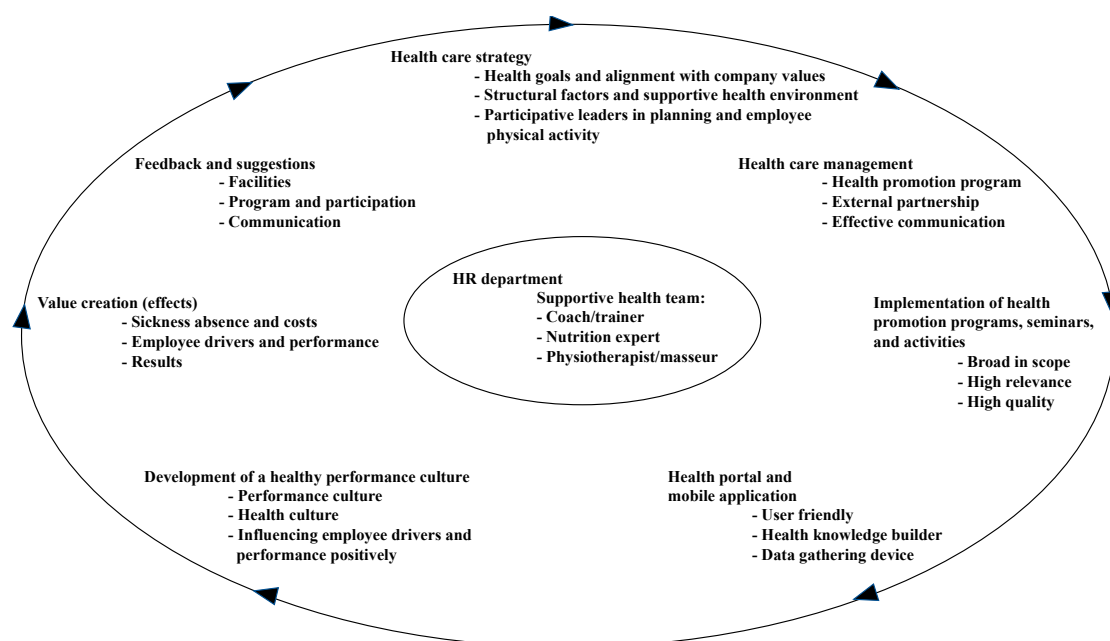 Health care strategy
- Health goals and alignment with company values
- Structural factors and supportive health environment
- Participative leaders in planning and employee
physical activity
Health care management
- Health promotion program
- External partnership
- Effective communication
Implementation of health
promotion programs, seminars,
and activities
- Broad in scope
- High relevance
- High quality
Health portal and
mobile application
- User friendly
- Health knowledge builder
- Data gathering device
Development of a healthy performance culture
- Performance culture
- Health culture
- Influencing employee drivers and
performance positively
Value creation (effects)
- Sickness absence and costs
- Employee drivers and performance
- Results
Feedback and suggestions
- Facilities
- Program and participation
- Communication
HR department
Supportive health team:
- Coach/trainer
- Nutrition expert
- Physiotherapist/masseur